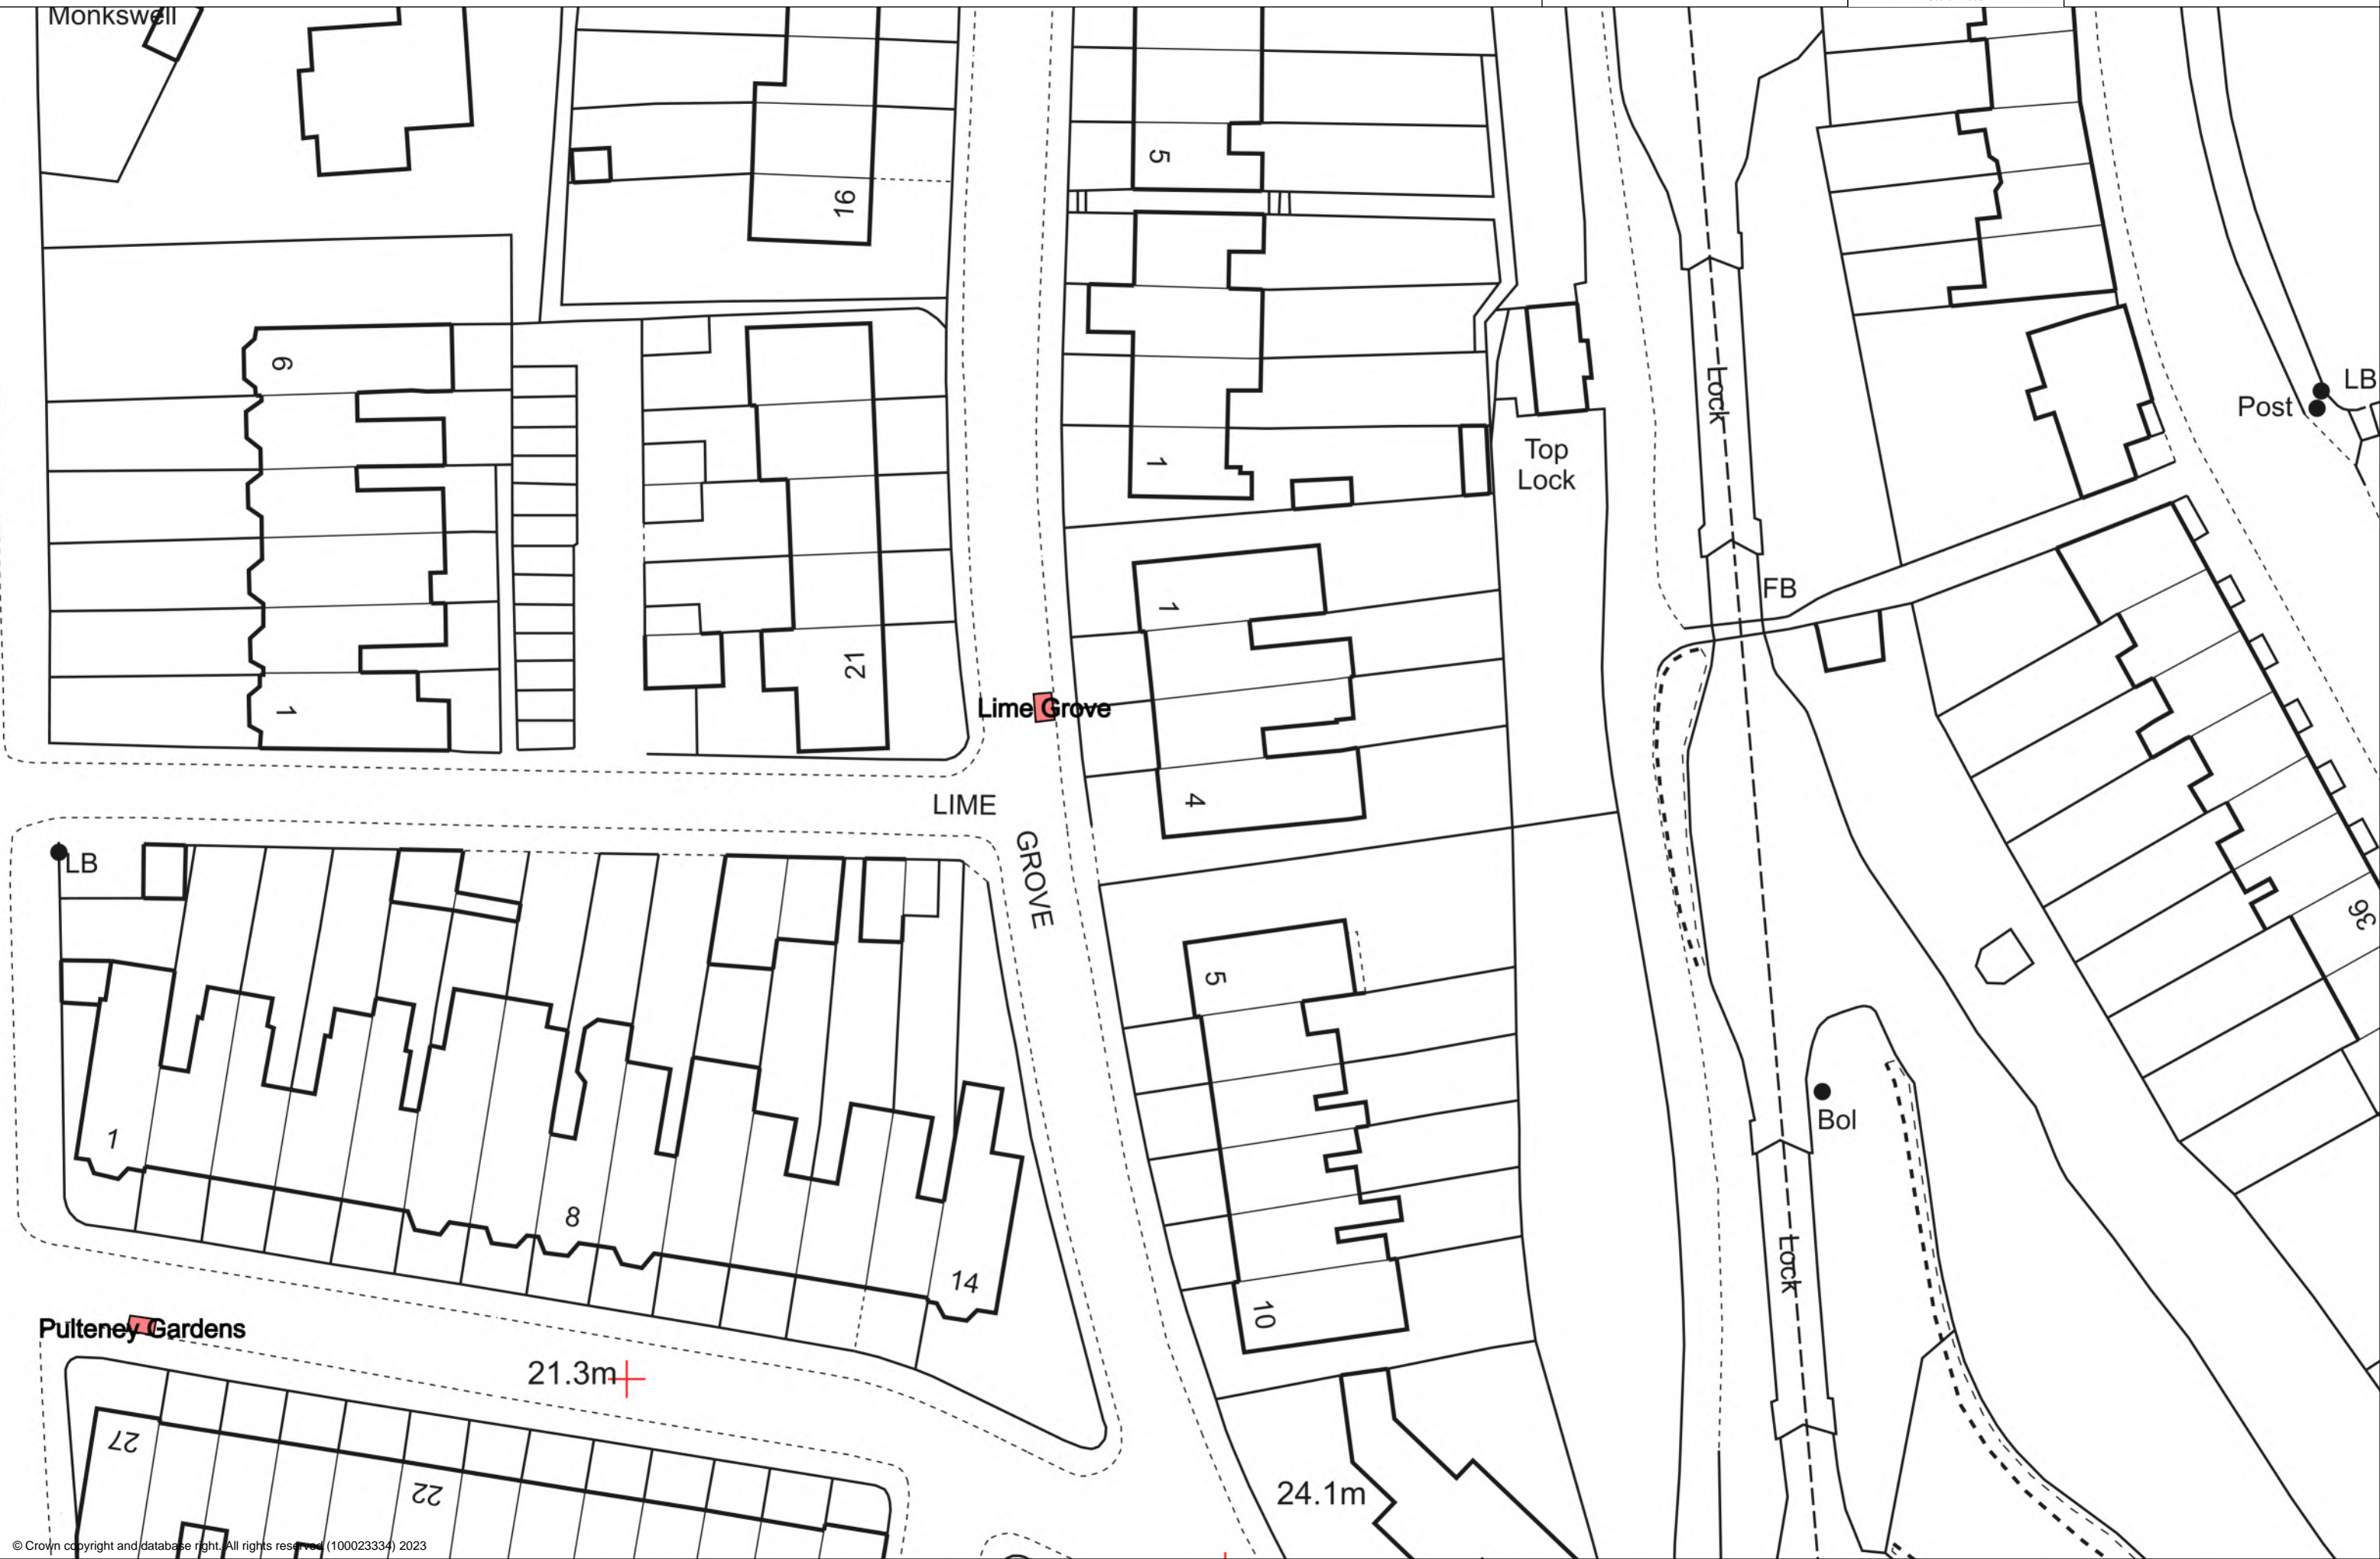 Monkswell
5
16
6
LB
Post
Lock
1
Top
Lock
FB
1
21
Lime Grove
1
LIME
4
GROVE
LB
36
5
Bol
1
8
Lock
14
10
Pulteney Gardens
21.3m
27
22
24.1m
© Crown copyright and database right. All rights reserved (100023334) 2023